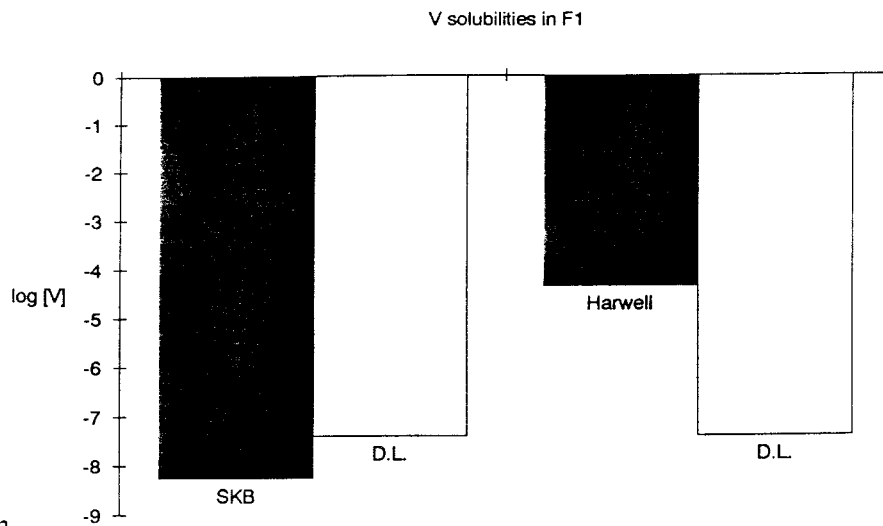 V solubilities in F1
0
-1
-2
-3
-4
log [V]
Harwell
-5
-6
-7
D.L.
D.L.
-8
SKB
-9